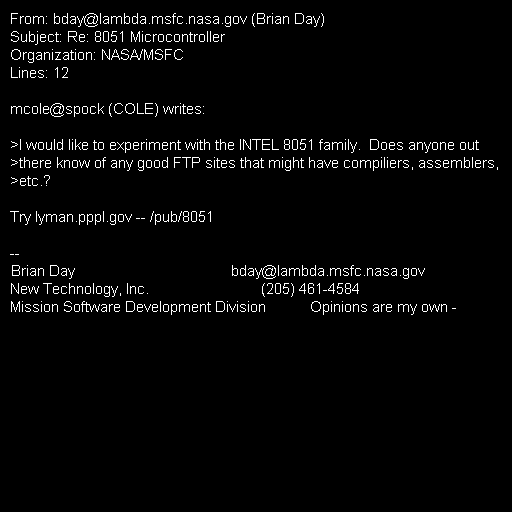 From: bday@lambda.msfc.nasa.gov (Brian Day)
Subject: Re: 8051 Microcontroller
Organization: NASA/MSFC
Lines: 12

mcole@spock (COLE) writes:

>I would like to experiment with the INTEL 8051 family.  Does anyone out
>there know of any good FTP sites that might have compiliers, assemblers,
>etc.?

Try lyman.pppl.gov -- /pub/8051

--
Brian Day                                     bday@lambda.msfc.nasa.gov
New Technology, Inc.                          (205) 461-4584
Mission Software Development Division          Opinions are my own -